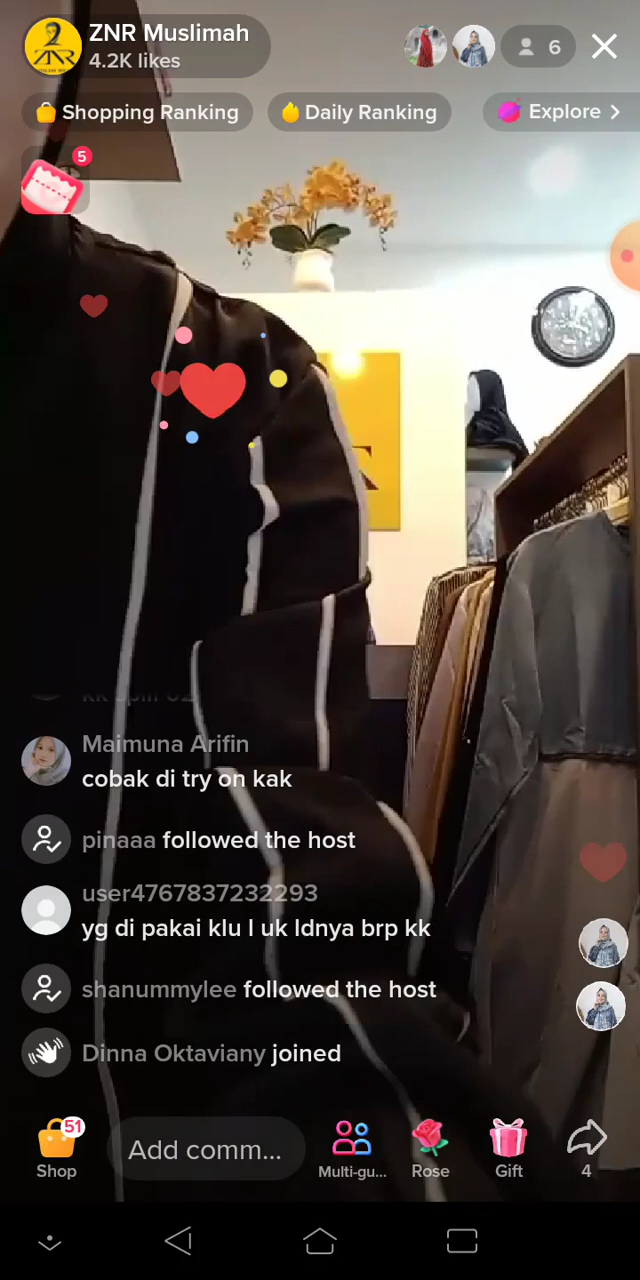 ZNR Muslimah
4.2K likes
6
ZNR
Shopping Ranking
Daily Ranking
Explore
5
Maimuna Arifin
cobak di try on kak
pinaaa followed the host
user4767837232293
yg di pakai klu l uk ldnya brp kk
shanummylee followed the host
Dinna Oktaviany joined
51
Shop
Add comm...
Multi-gu...
Rose
Gift
4